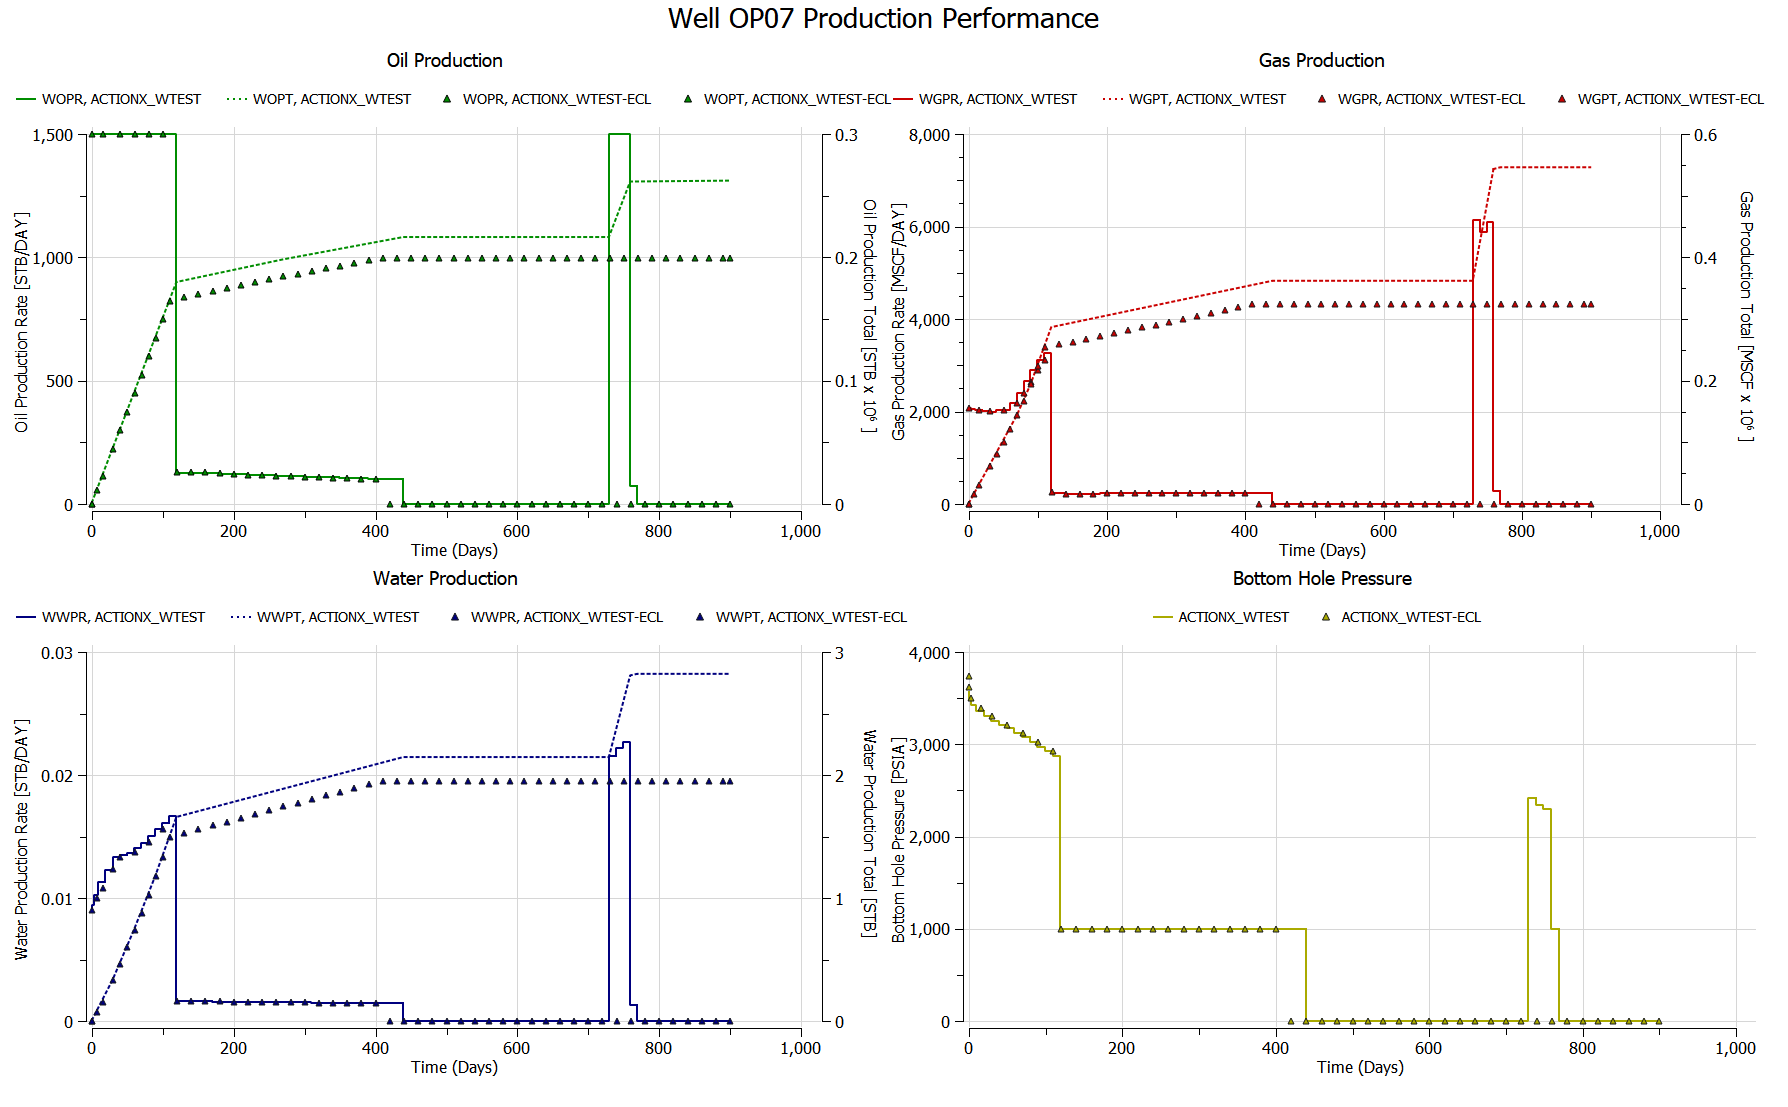 Well OP07 Production Performance
Oil Production
WOPR, ACTIONX_WTEST
WOPT, ACTIONX_WTEST
WOPR, ACTIONX_WTEST-ECL
WOPT, ACTIONX_WTEST-ECL
1,500
1,000
500
0
0.3
0.2
0.1
0
Oil Production Rate [STB/DAY]
Oil Production Total [STB x 10⁶ ]
0 200 400 600 800 1,000
Time (Days)
Gas Production
WGPR, ACTIONX_WTEST
WGPT, ACTIONX_WTEST
WGPR, ACTIONX_WTEST-ECL
WGPT, ACTIONX_WTEST-ECL
8,000
6,000
4,000
2,000
0
0.6
0.4
0.2
0
Gas Production Rate [MSCF/DAY]
Gas Production Total [MSCF x 10⁶ ]
0 200 400 600 800 1,000
Time (Days)
Water Production
WWPR, ACTIONX_WTEST
WWPT, ACTIONX_WTEST
WWPR, ACTIONX_WTEST-ECL
WWPT, ACTIONX_WTEST-ECL
0.03
0.02
0.01
0
3
2
1
0
Water Production Rate [STB/DAY]
Water Production Total [STB]
0 200 400 600 800 1,000
Time (Days)
Bottom Hole Pressure
ACTIONX_WTEST
ACTIONX_WTEST-ECL
4,000
3,000
2,000
1,000
0
Bottom Hole Pressure [PSIA]
0 200 400 600 800 1,000
Time (Days)